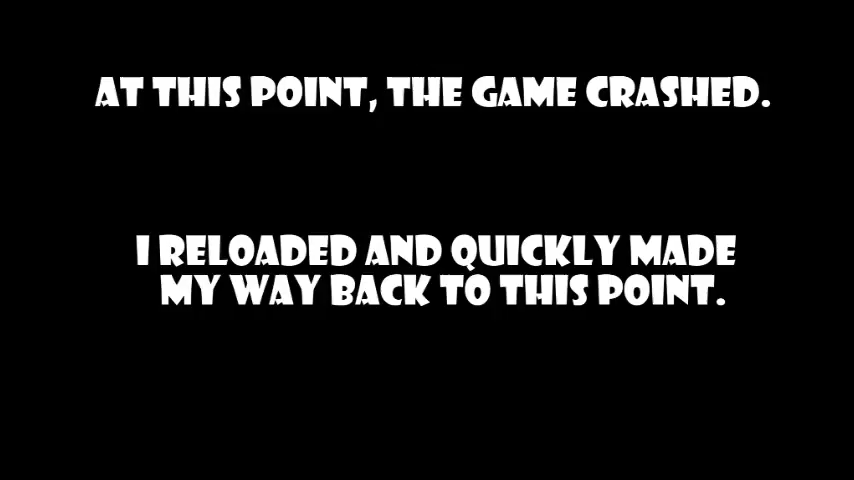 AT THIS POINT, THE GAME CRASHED.
I RELOADED AND QUICKLY MADE
MY WAY BACK TO THIS POINT.